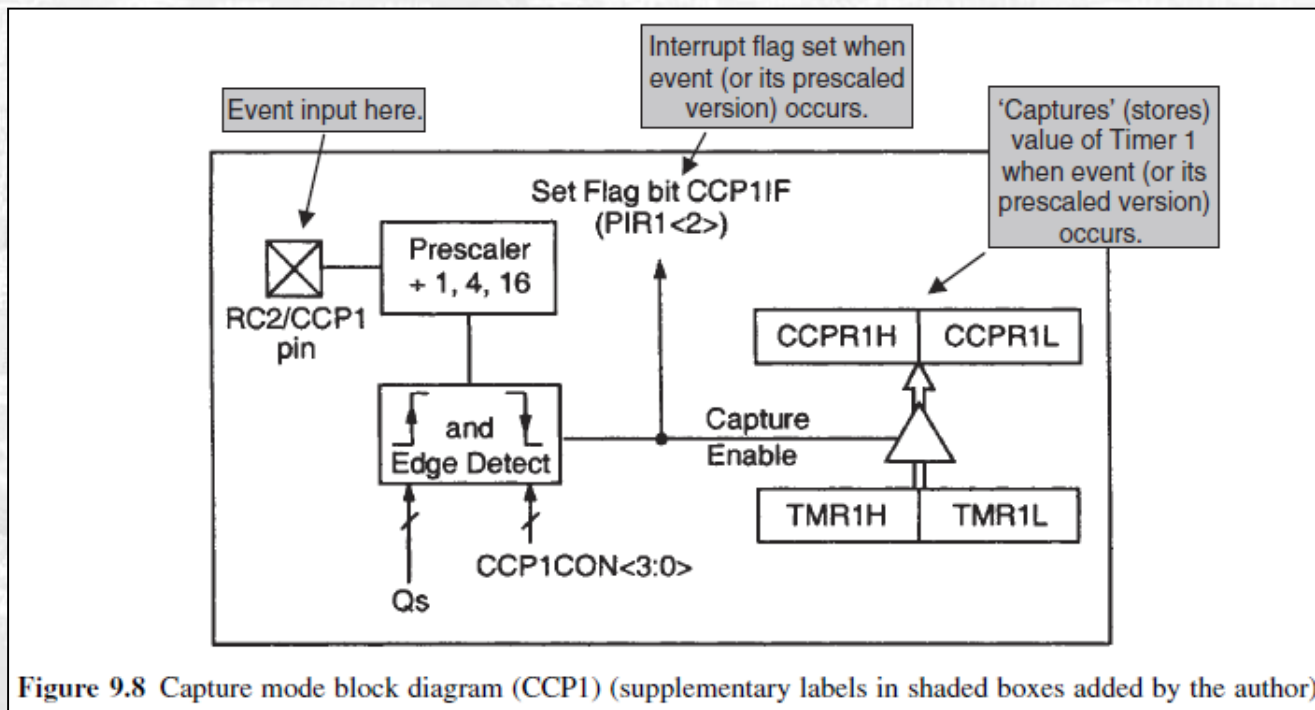 Interrupt flag set when
event (or its prescaled
version) occurs.
Event input here.
'Captures' (stores)
value of Timer 1
when event (or its
prescaled version)
occurs.
Set Flag bit CCP1IF
(PIR1<2>)
Prescaler
÷ 1, 4, 16
RC2/CCP1
pin
CCPR1H
CCPR1L
and
Edge Detect
Capture
Enable
TMR1H
TMR1L
CCP1CON<3:0>
Qs
Figure 9.8 Capture mode block diagram (CCP1) (supplementary labels in shaded boxes added by the author)